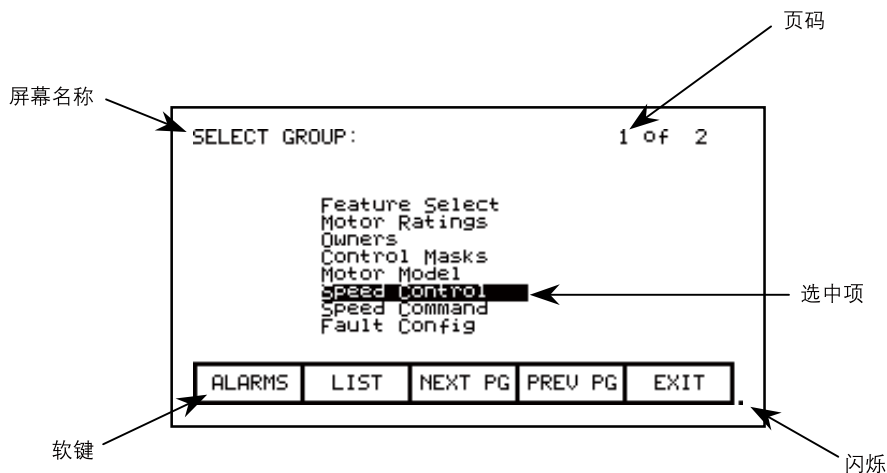 页码
屏幕名称
SELECT GROUP: 1 of 2
Feature Select
Motor Ratings
Owners
Control Masks
Motor Model
Speed Control
选中项
Speed Command
Fault Config
ALARMS LIST NEXT PG PREV PG EXIT
软键
闪烁